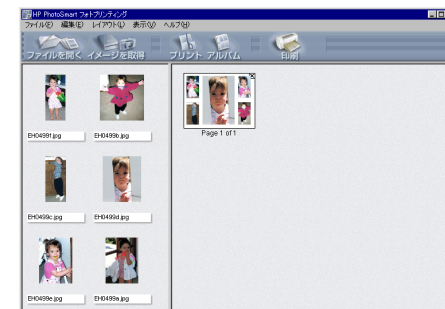 HP PhotoSmart フォトプリンティング
ファイル(F) 編集(E) レイアウト(L) 表示(V) ヘルプ(H)
ファイルを開く イメージを取得 プリント アルバム 印刷
EH0499f.jpg EH0499b.jpg
Page 1 of 1
EH0499c.jpg EH0499d.jpg
EH0499e.jpg EH0499a.jpg